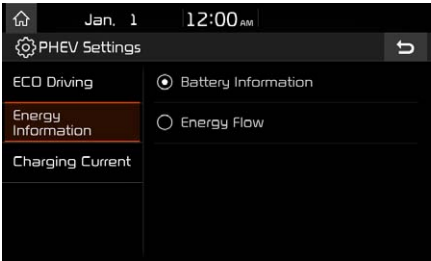 Jan. 1 12:00 AM
PHEV Settings
ECO Driving
Battery Information
Energy
Information
Energy Flow
Charging Current